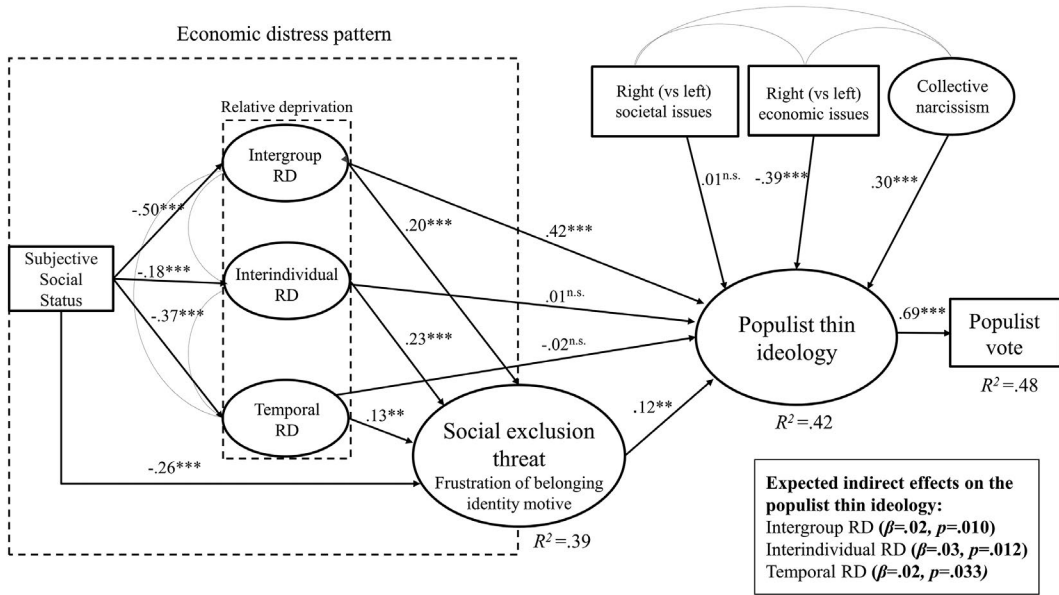 Economic distress pattern
Relative deprivation
Intergroup
RD
Interindividual
RD
Temporal
RD
Subjective
Social
Status
-.50***
-.18***
-.37***
-.26***
.20***
.23***
.13**
.42***
.01n.s.
-.02n.s.
Social exclusion
threat
Frustration of belonging
identity motive
R²=.39
.12**
Right (vs left)
societal issues
Right (vs left)
economic issues
Collective
narcissism
.01n.s.
-.39***
.30***
Populist thin
ideology
R²=.42
.69***
Populist
vote
R²=.48
Expected indirect effects on the
populist thin ideology:
Intergroup RD (β=.02, p=.010)
Interindividual RD (β=.03, p=.012)
Temporal RD (β=.02, p=.033)